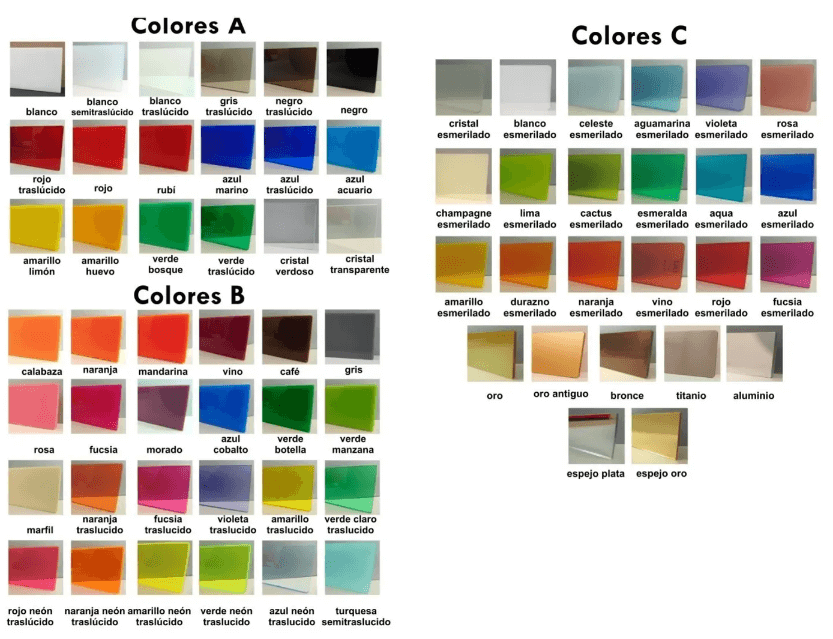 Colores A
blanco
blanco
semitraslúcido
blanco
traslúcido
gris
traslúcido
negro
traslúcido
negro
rojo
traslúcido
rojo
rubí
azul
marino
azul
traslúcido
azul
acuario
amarillo
limón
amarillo
huevo
verde
bosque
verde
traslúcido
cristal
verdoso
cristal
transparente
Colores B
calabaza
naranja
mandarina
vino
café
gris
rosa
fucsia
morado
azul
cobalto
verde
botella
verde
manzana
marfil
naranja
traslucido
fucsia
traslucido
violeta
traslucido
amarillo
traslucido
verde claro
traslucido
rojo neón
traslúcido
naranja neón
traslúcido
amarillo neón
traslúcido
verde neón
traslúcido
azul neón
traslucido
turquesa
semitraslucido
Colores C
cristal
esmerilado
blanco
esmerilado
celeste
esmerilado
aguamarina
esmerilado
violeta
esmerilado
rosa
esmerilado
champagne
esmerilado
lima
esmerilado
cactus
esmerilado
esmeralda
esmerilado
aqua
esmerilado
azul
esmerilado
amarillo
esmerilado
durazno
esmerilado
naranja
esmerilado
vino
esmerilado
rojo
esmerilado
fucsia
esmerilado
oro
oro antiguo
bronce
titanio
aluminio
espejo plata
espejo oro